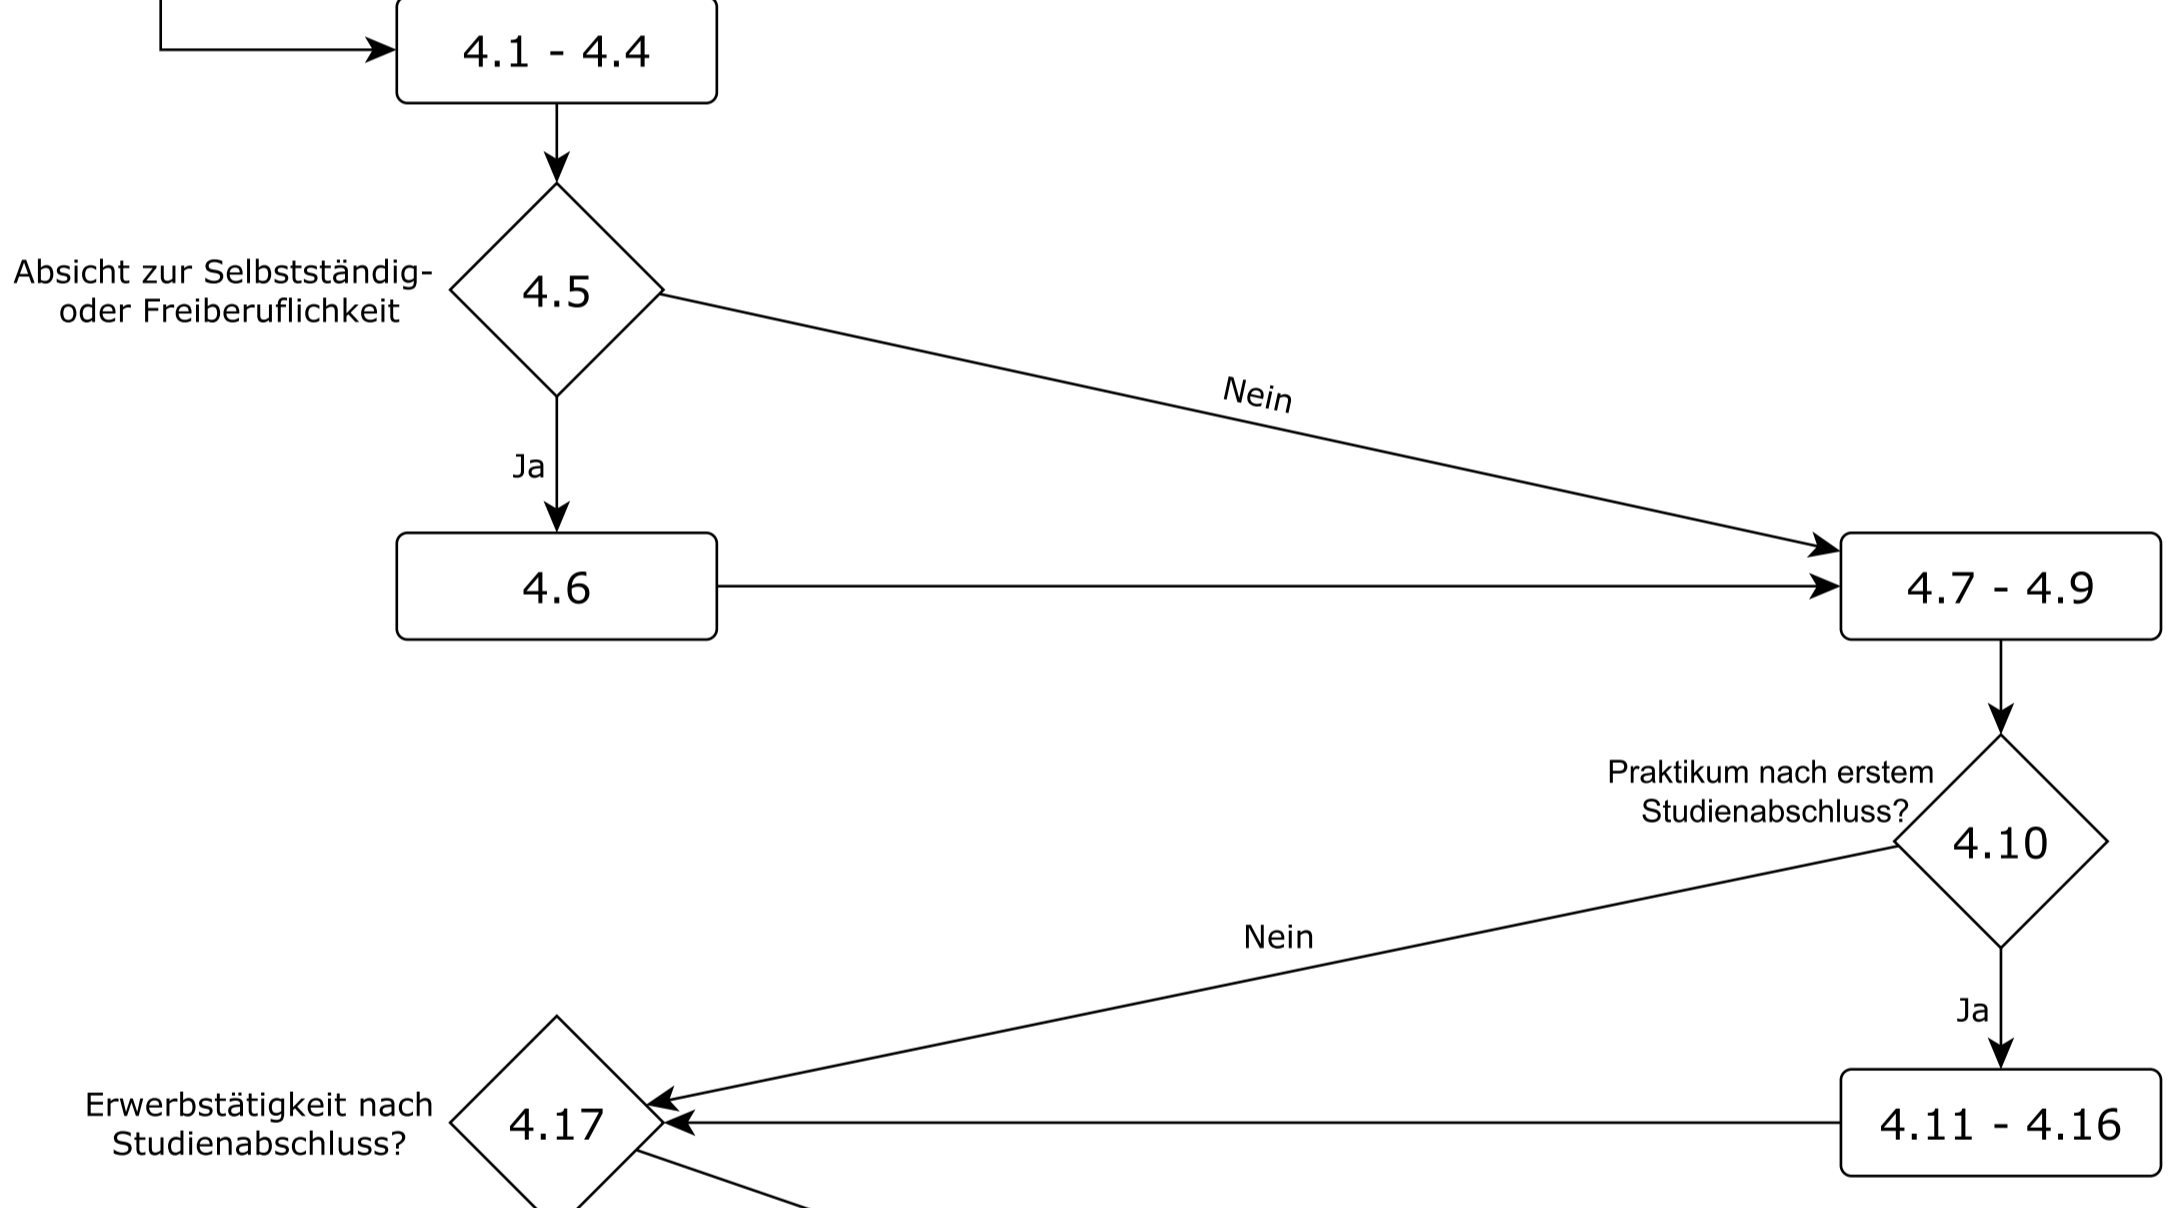 4.1 - 4.4
Absicht zur Selbstständig-
oder Freiberuflichkeit
4.5
Nein
Ja
4.6
4.7 - 4.9
Praktikum nach erstem
Studienabschluss?
4.10
Nein
Ja
Erwerbstätigkeit nach
Studienabschluss?
4.17
4.11 - 4.16